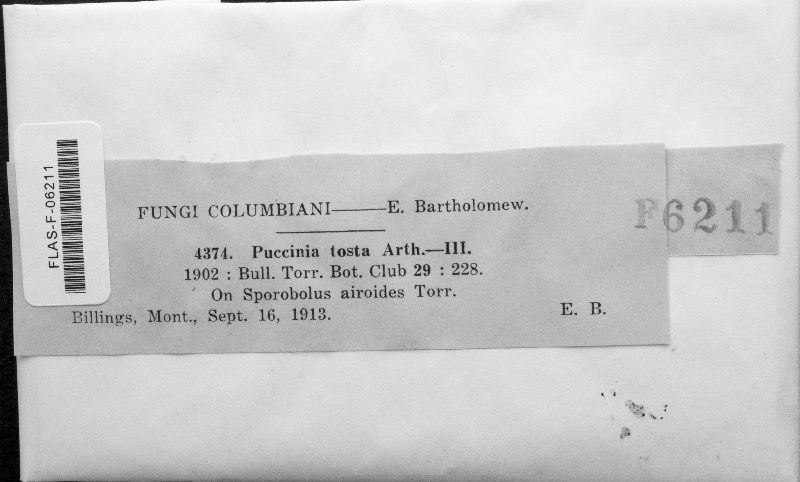 FLAS-F-06211
FUNGI COLUMBIANI——E. Bartholomew.
4374. Puccinia tosta Arth.—III.
1902 : Bull. Torr. Bot. Club 29 : 228.
On Sporobolus airoides Torr.
Billings, Mont., Sept. 16, 1913.
E. B.
F6211